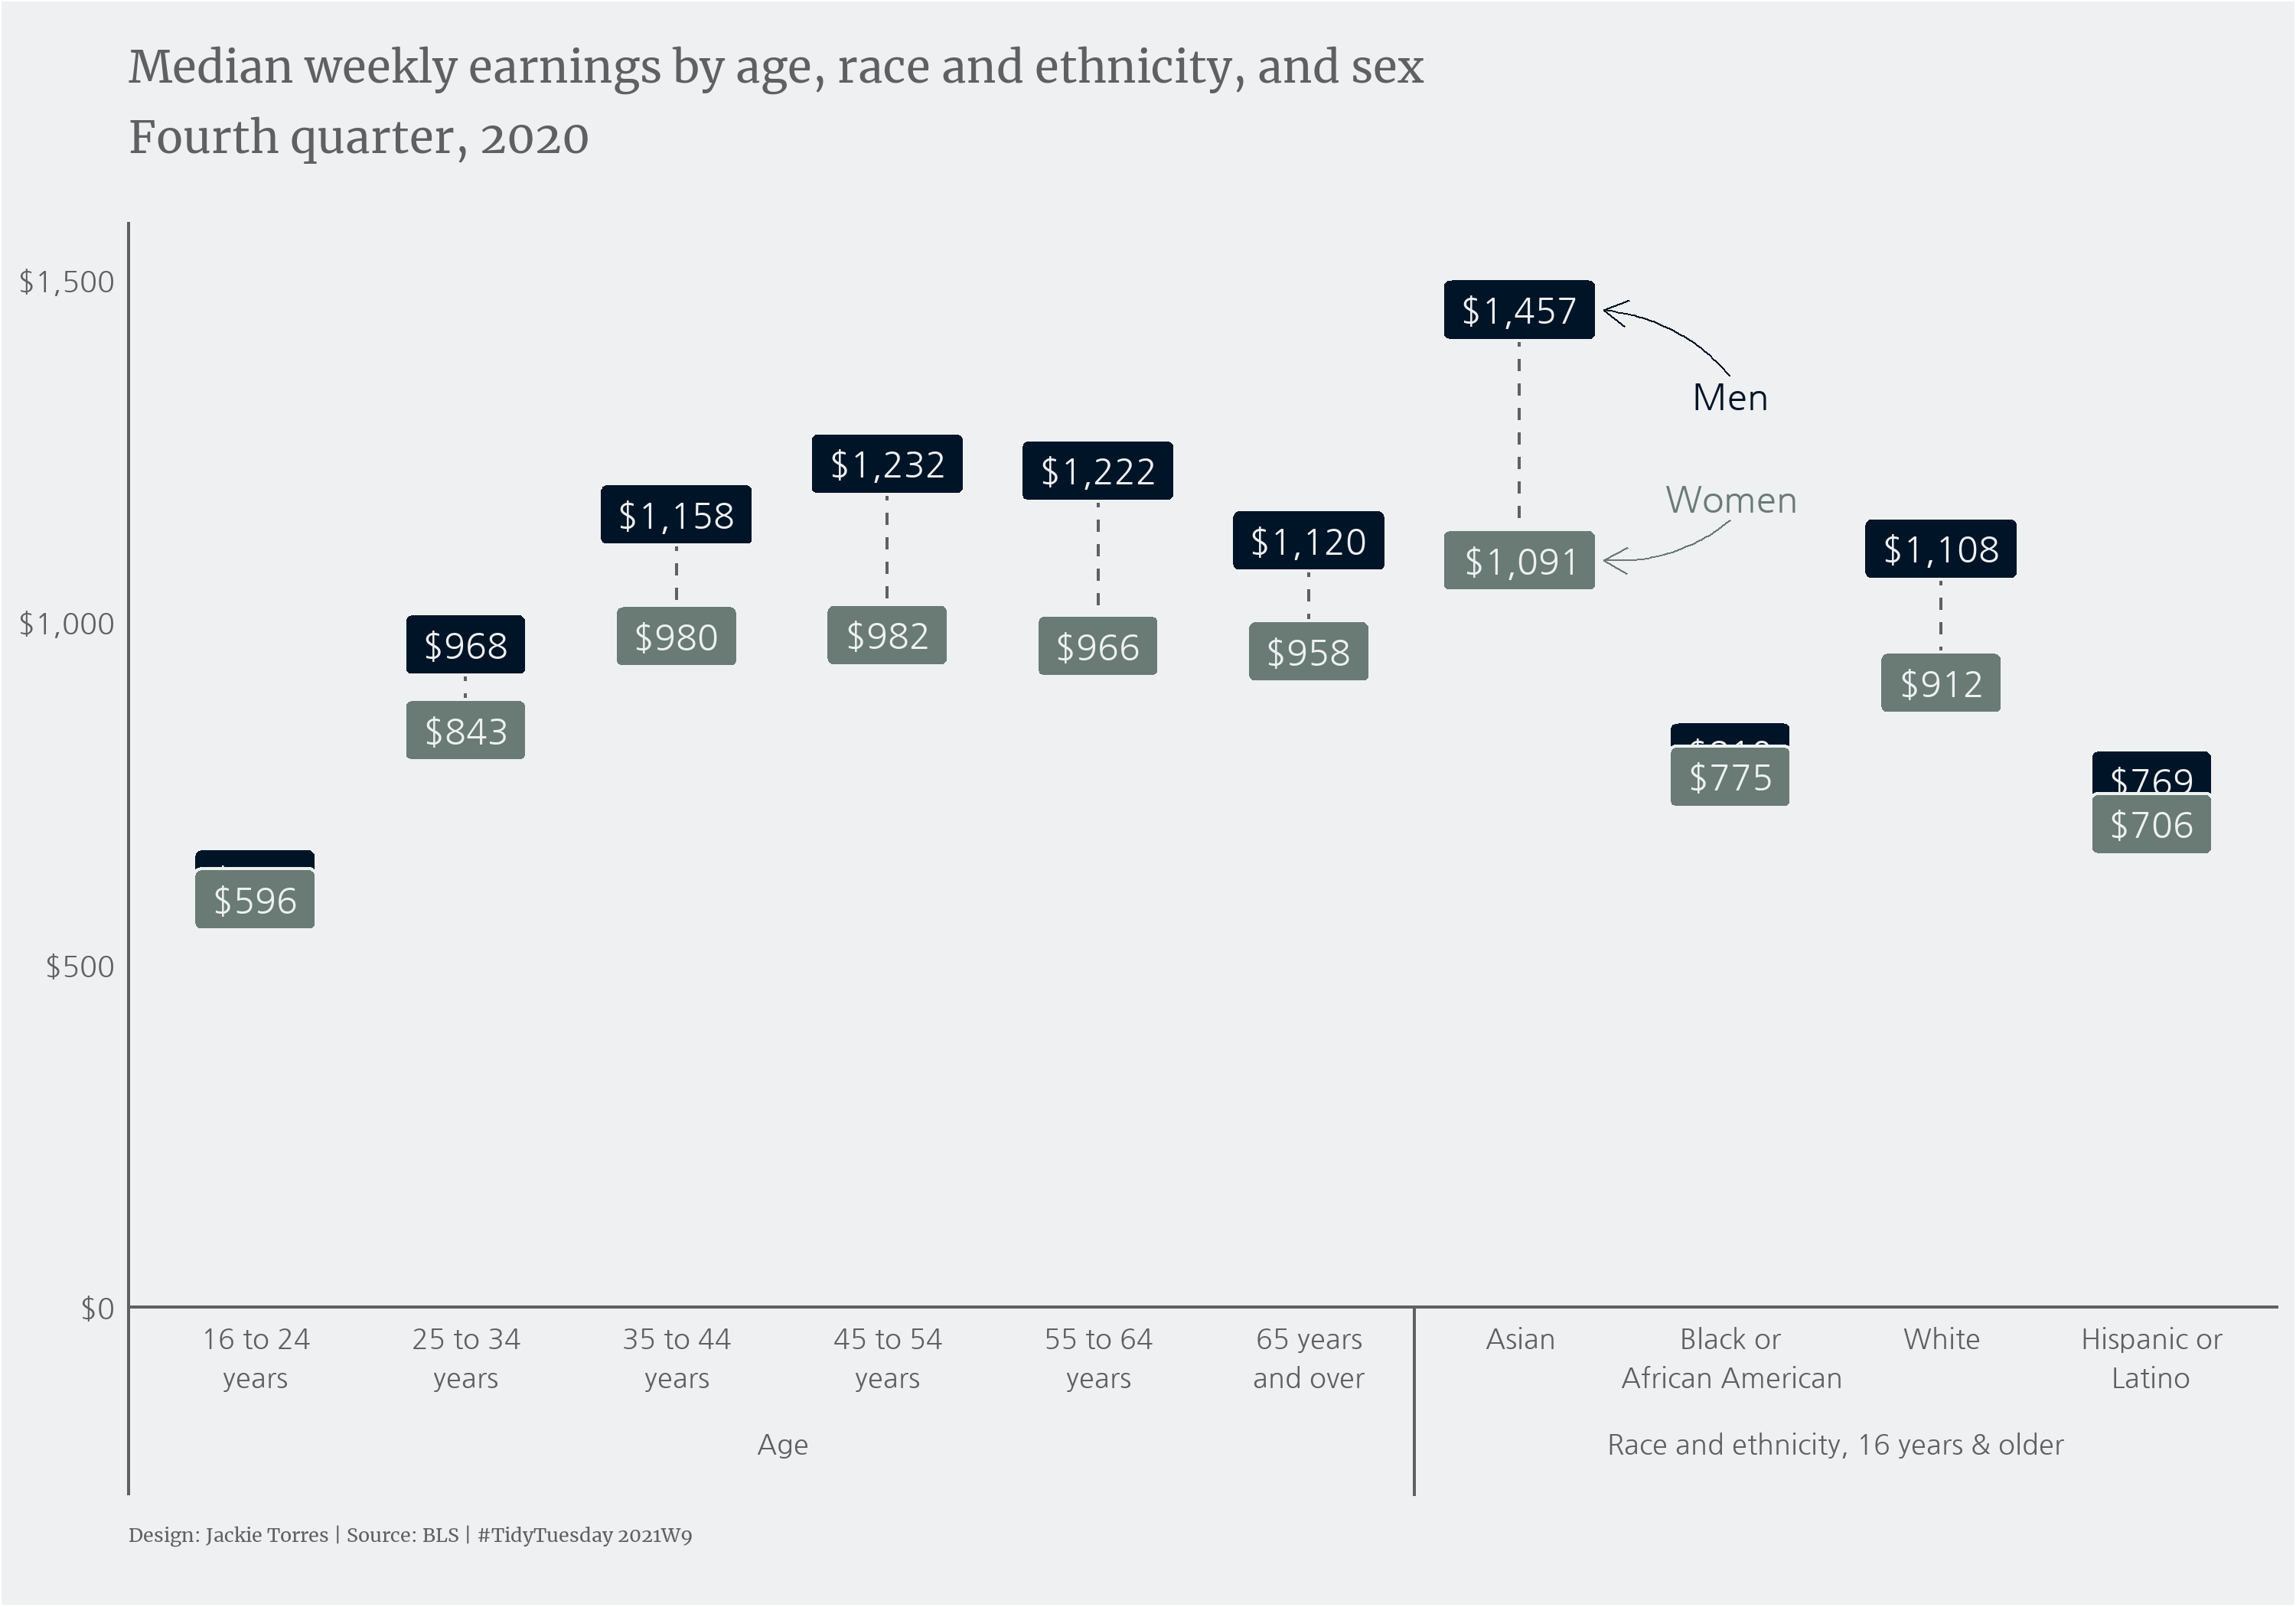 Median weekly earnings by age, race and ethnicity, and sex
Fourth quarter, 2020
$1,500
$1,000
$500
$0
$596
$968
$843
$1,158
$980
$1,232
$982
$1,222
$966
$1,120
$958
$1,457
$1,091
Men
Women
$775
$1,108
$912
$769
$706
16 to 24
years
25 to 34
years
35 to 44
years
45 to 54
years
55 to 64
years
65 years
and over
Asian
Black or
African American
White
Hispanic or
Latino
Age
Race and ethnicity, 16 years & older
Design: Jackie Torres | Source: BLS | #TidyTuesday 2021W9